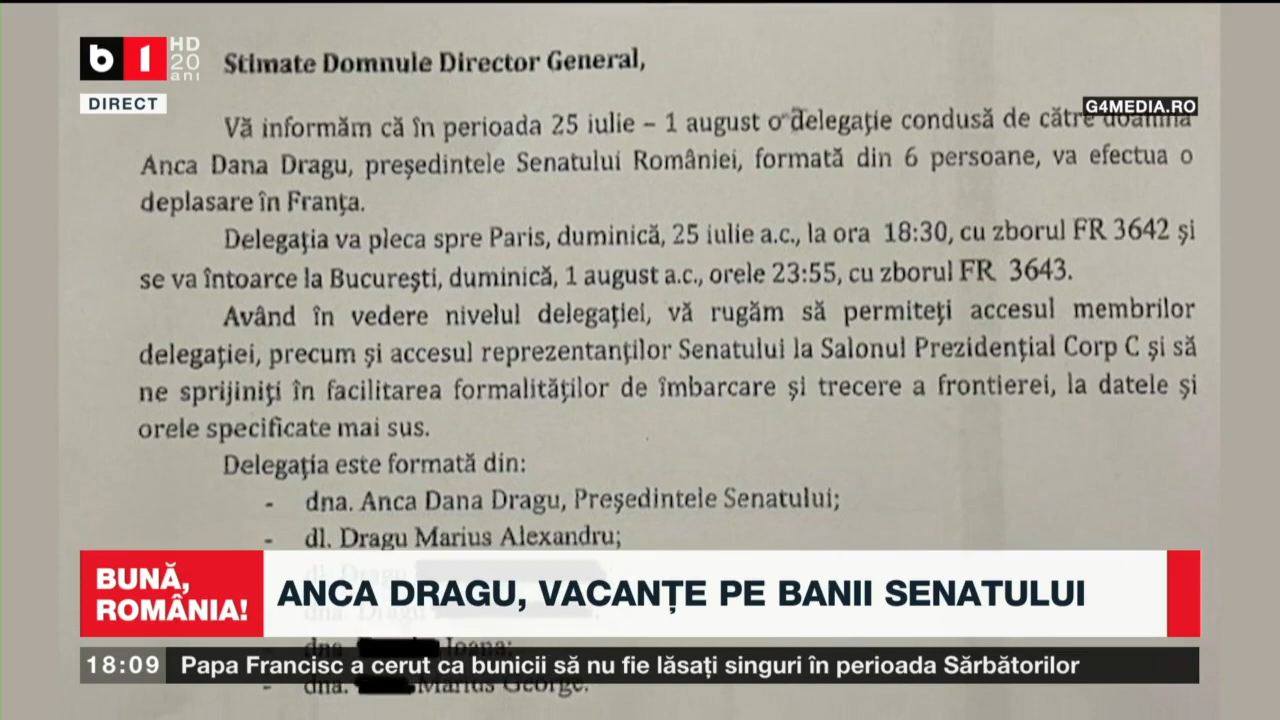 b 1 HD
20
ani
DIRECT
G4MEDIA.RO
Stimate Domnule Director General,
Vă informăm că în perioada 25 iulie – 1 august o delegație condusă de către doamna
Anca Dana Dragu, președintele Senatului României, formată din 6 persoane, va efectua o
deplasare în Franța.
Delegația va pleca spre Paris, duminică, 25 iulie a.c., la ora 18:30, cu zborul FR 3642 și
se va întoarce la București, duminică, 1 august a.c., orele 23:55, cu zborul FR 3643.
Având în vedere nivelul delegației, vă rugăm să permiteți accesul membrilor
delegației, precum și accesul reprezentanților Senatului la Salonul Prezidențial Corp C și să
ne sprijiniți în facilitarea formalităților de îmbarcare și trecere a frontierei, la datele și
orele specificate mai sus.
Delegația este formată din:
- dna. Anca Dana Dragu, Președintele Senatului;
- dl. Dragu Marius Alexandru;
dl. Dragu
dna. Dragu
dna Ioana;
- dna. Marius George.
BUNĂ,
ROMÂNIA!
ANCA DRAGU, VACANȚE PE BANII SENATULUI
18:09 Papa Francisc a cerut ca bunicii să nu fie lăsați singuri în perioada Sărbătorilor